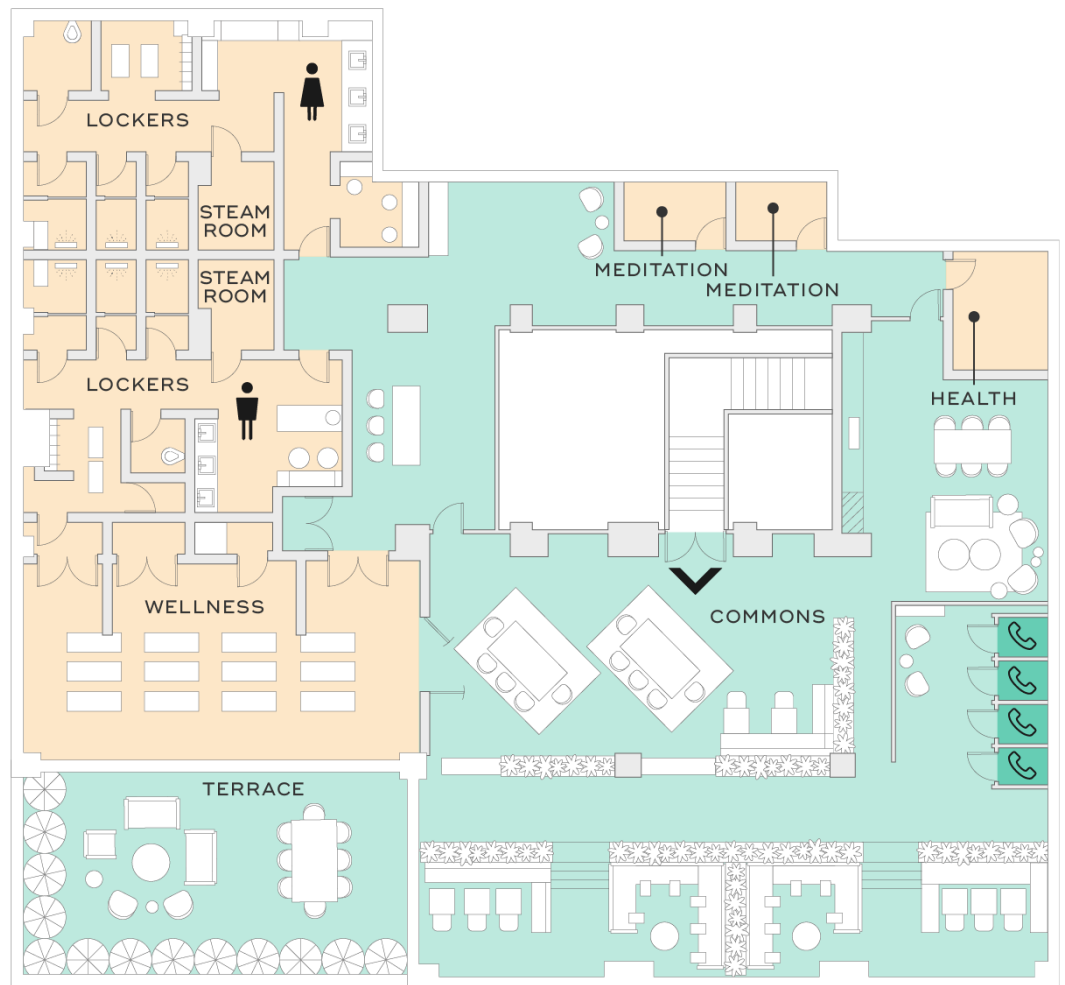 LOCKERS
STEAM
ROOM
STEAM
ROOM
MEDITATION
MEDITATION
LOCKERS
HEALTH
WELLNESS
COMMONS
TERRACE